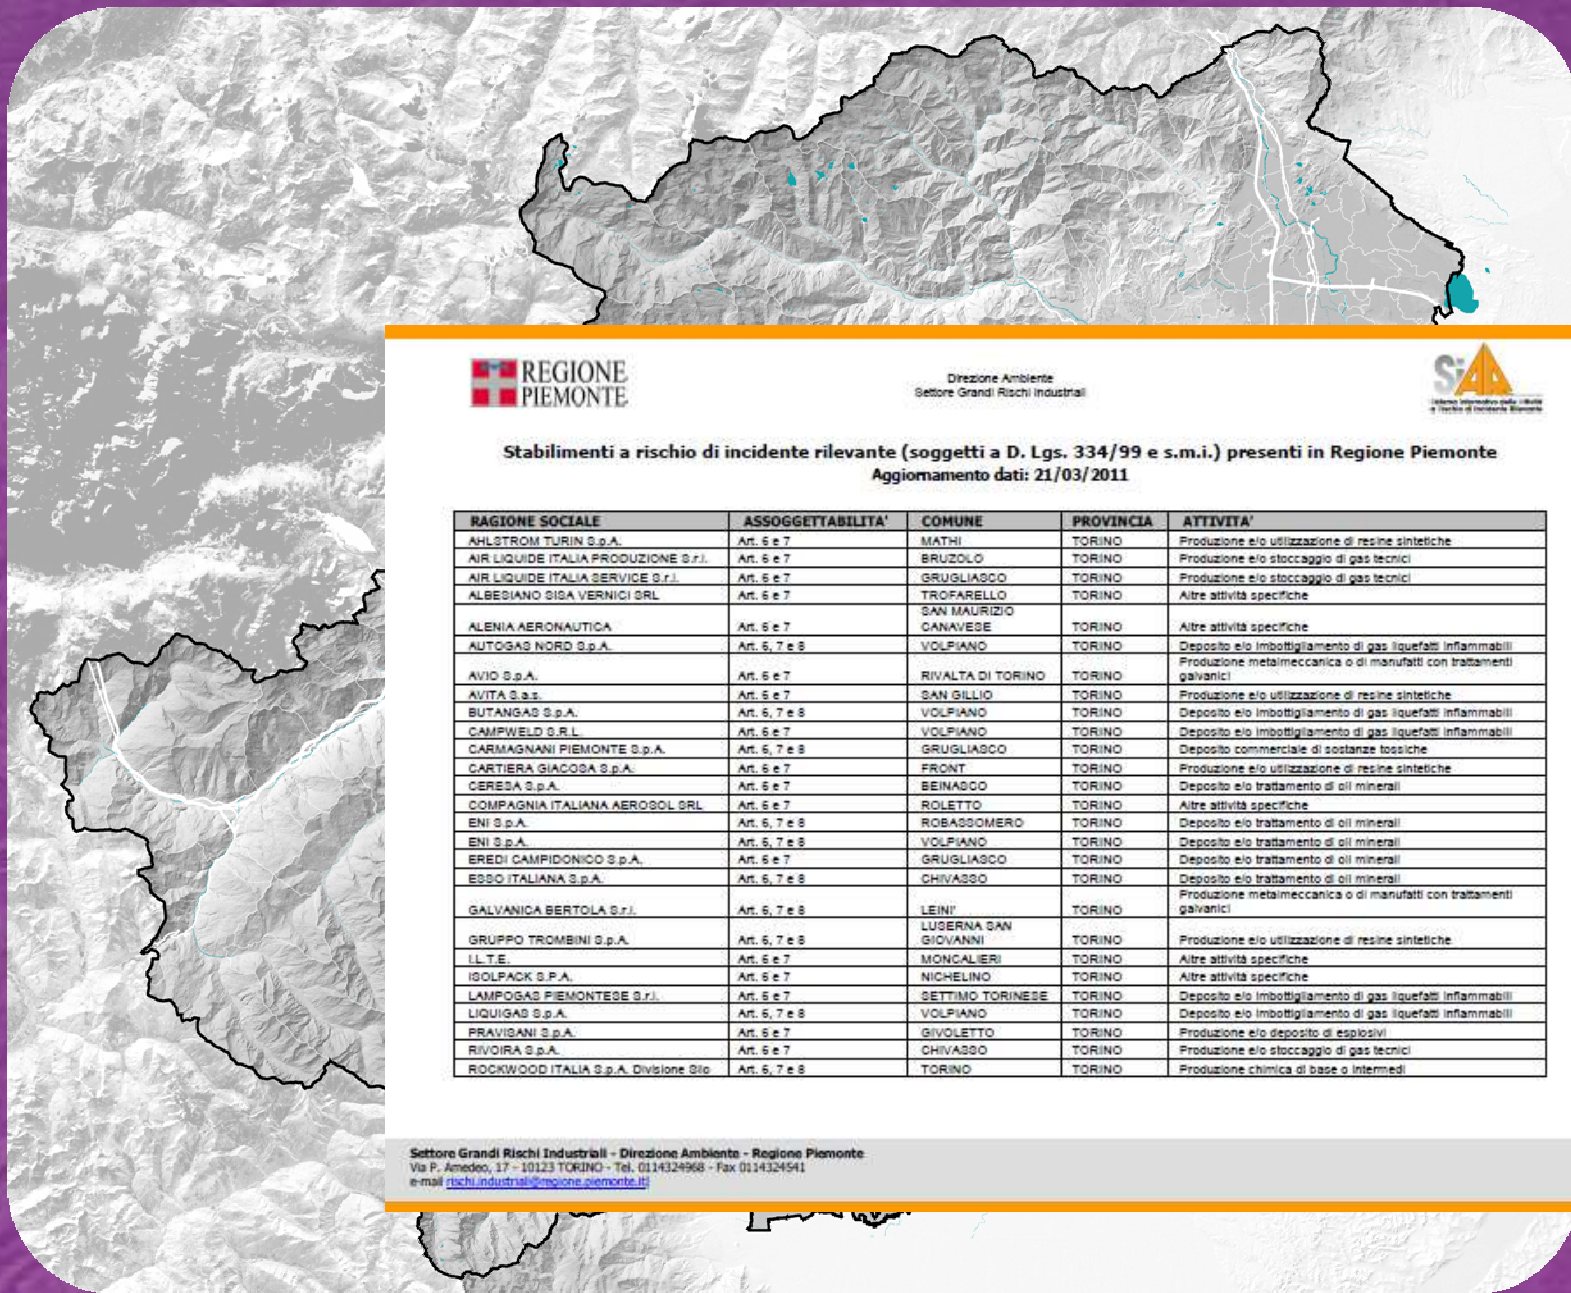 REGIONE
PIEMONTE
Direzione Ambiente
Settore Grandi Rischi Industriali
Stabilimenti a rischio di incidente rilevante (soggetti a D. Lgs. 334/99 e s.m.i.) presenti in Regione Piemonte
Aggiornamento dati: 21/03/2011
RAGIONE SOCIALE ASSOGGETTABILITA' COMUNE PROVINCIA ATTIVITA'
AHLSTROM TURIN S.p.A. Art. 6 e 7 MATHI TORINO Produzione e/o utilizzazione di resine sintetiche
AIR LIQUIDE ITALIA PRODUZIONE S.r.l. Art. 6 e 7 BRUZOLO TORINO Produzione e/o stoccaggio di gas tecnici
AIR LIQUIDE ITALIA SERVICE S.r.l. Art. 6 e 7 GRUGLIASCO TORINO Produzione e/o stoccaggio di gas tecnici
ALBESIANO SISA VERNICI SRL Art. 6 e 7 TROFARELLO TORINO Altre attività specifiche
SAN MAURIZIO
ALENIA AERONAUTICA Art. 6 e 7 CANAVESE TORINO Altre attività specifiche
AUTOGAS NORD S.p.A. Art. 6, 7 e 8 VOLPIANO TORINO Deposito e/o imbottigliamento di gas liquefatti infiammabili
Produzione metalmeccanica o di manufatti con trattamenti
AVIO S.p.A. Art. 6 e 7 RIVALTA DI TORINO TORINO galvanici
AVITA S.a.s. Art. 6 e 7 SAN GILLIO TORINO Produzione e/o utilizzazione di resine sintetiche
BUTANGAS S.p.A. Art. 6, 7 e 8 VOLPIANO TORINO Deposito e/o imbottigliamento di gas liquefatti infiammabili
CAMPWELD S.R.L. Art. 6 e 7 VOLPIANO TORINO Deposito e/o imbottigliamento di gas liquefatti infiammabili
CARMAGNANI PIEMONTE S.p.A. Art. 6, 7 e 8 GRUGLIASCO TORINO Deposito commerciale di sostanze tossiche
CARTIERA GIACOSA S.p.A. Art. 6 e 7 FRONT TORINO Produzione e/o utilizzazione di resine sintetiche
CERESA S.p.A. Art. 6 e 7 BEINASCO TORINO Deposito e/o trattamento di oli minerali
COMPAGNIA ITALIANA AEROSOL SRL Art. 6 e 7 ROLETTO TORINO Altre attività specifiche
ENI S.p.A. Art. 6, 7 e 8 ROBASSOMERO TORINO Deposito e/o trattamento di oli minerali
ENI S.p.A. Art. 6, 7 e 8 VOLPIANO TORINO Deposito e/o trattamento di oli minerali
EREDI CAMPIDONICO S.p.A. Art. 6 e 7 GRUGLIASCO TORINO Deposito e/o trattamento di oli minerali
ESSO ITALIANA S.p.A. Art. 6, 7 e 8 CHIVASSO TORINO Deposito e/o trattamento di oli minerali
Produzione metalmeccanica o di manufatti con trattamenti
GALVANICA BERTOLA S.r.l. Art. 6, 7 e 8 LEINI' TORINO galvanici
LUSERNA SAN
GRUPPO TROMBINI S.p.A. Art. 6, 7 e 8 GIOVANNI TORINO Produzione e/o utilizzazione di resine sintetiche
I.L.T.E. Art. 6 e 7 MONCALIERI TORINO Altre attività specifiche
ISOLPACK S.P.A. Art. 6 e 7 NICHELINO TORINO Altre attività specifiche
LAMPOGAS PIEMONTESE S.r.l. Art. 6 e 7 SETTIMO TORINESE TORINO Deposito e/o imbottigliamento di gas liquefatti infiammabili
LIQUIGAS S.p.A. Art. 6, 7 e 8 VOLPIANO TORINO Deposito e/o imbottigliamento di gas liquefatti infiammabili
PRAVISANI S.p.A. Art. 6 e 7 GIVOLETTO TORINO Produzione e/o deposito di esplosivi
RIVOIRA S.p.A. Art. 6 e 7 CHIVASSO TORINO Produzione e/o stoccaggio di gas tecnici
ROCKWOOD ITALIA S.p.A. Divisione Silo Art. 6, 7 e 8 TORINO TORINO Produzione chimica di base o intermedi
Settore Grandi Rischi Industriali - Direzione Ambiente - Regione Piemonte
Via P. Amedeo, 17 - 10123 TORINO - Tel. 0114324968 - Fax 0114324541
e-mail rischi.industriali@regione.piemonte.it